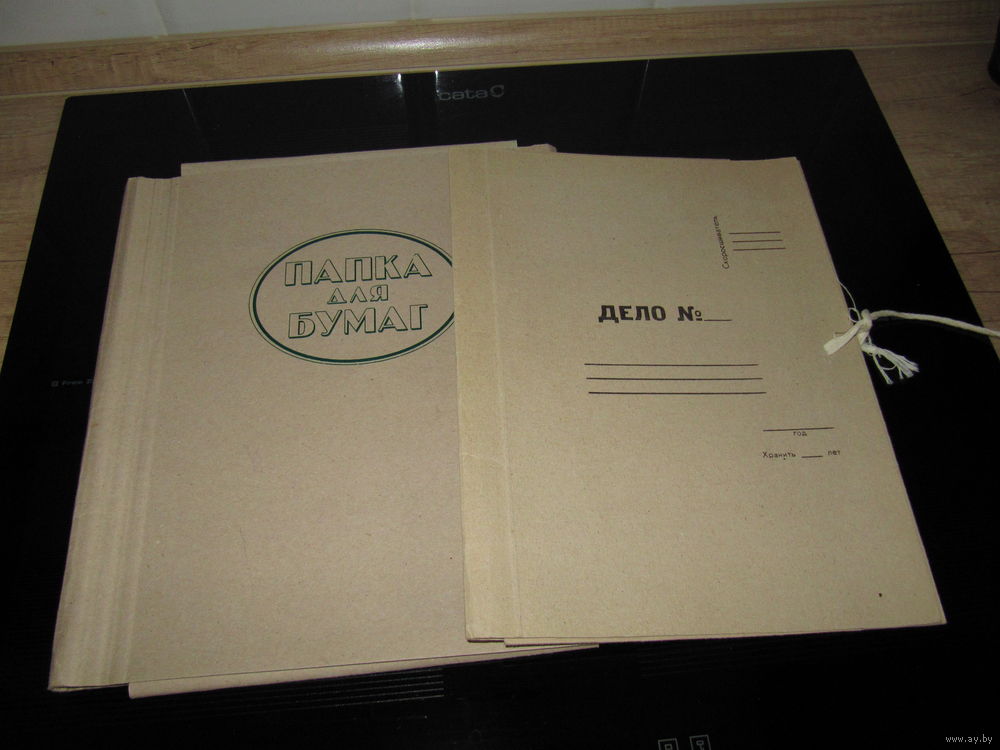 cata
ПАПКА
ДЛЯ
БУМАГ
Скоросшиватель
ДЕЛО №
год
Хранить лет
www.ay.by